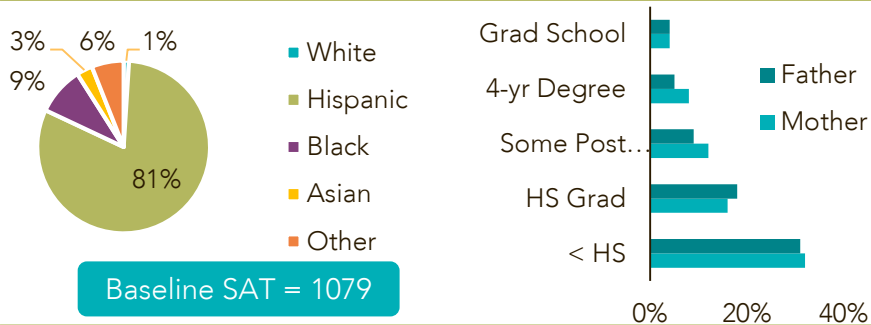 3%
6%
1%
9%
81%
White
Hispanic
Black
Asian
Other
Baseline SAT = 1079
Grad School
4-yr Degree
Some Post…
HS Grad
< HS
0%
20%
40%
Father
Mother